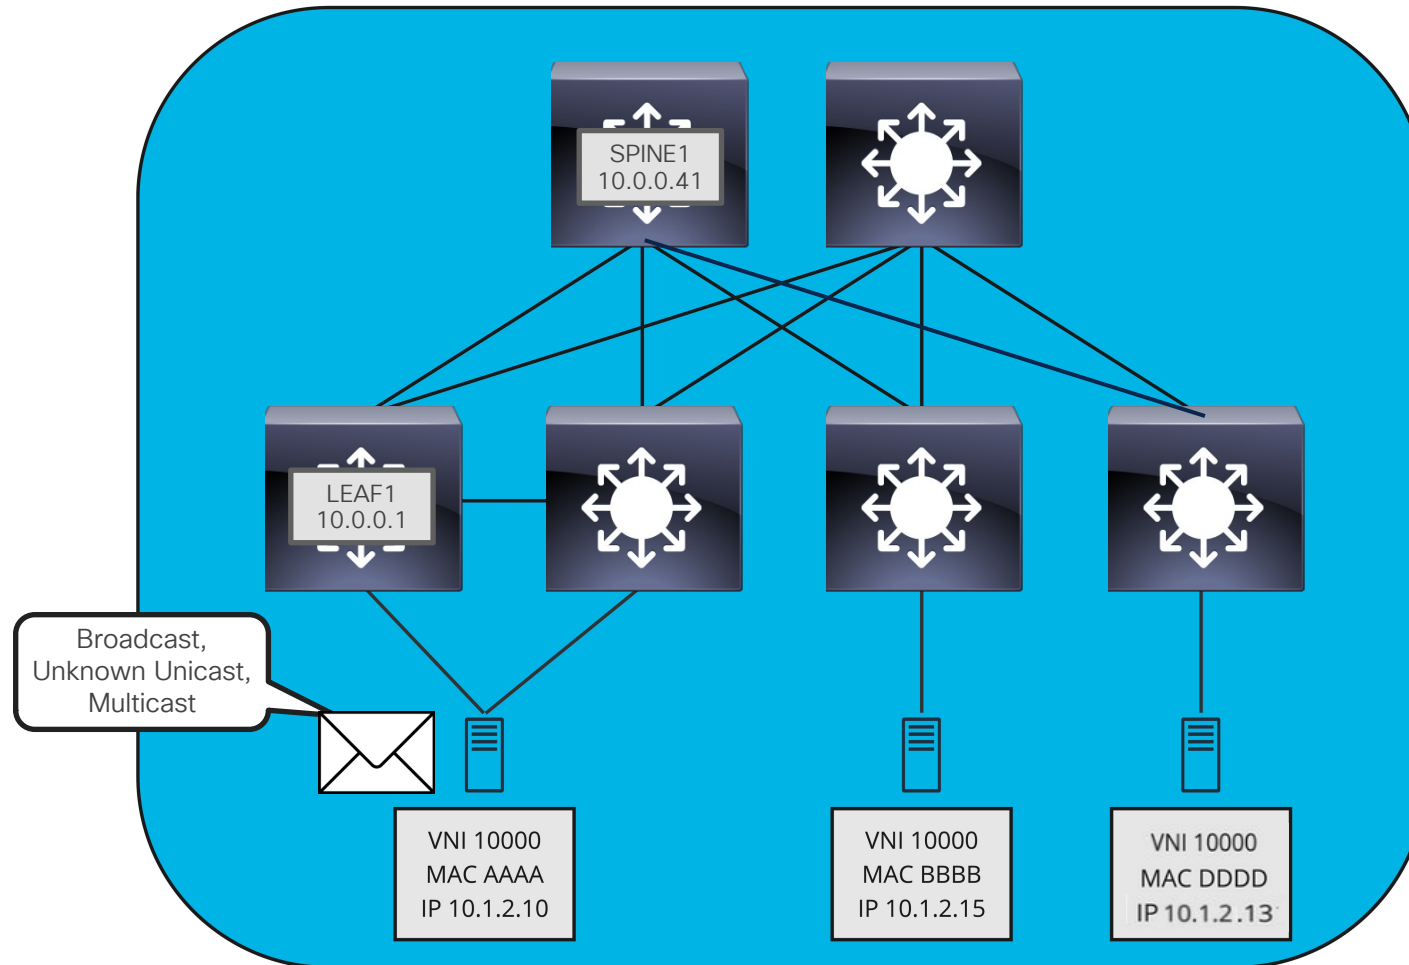 SPINE1
10.0.0.41
LEAF1
10.0.0.1
Broadcast,
Unknown Unicast,
Multicast
VNI 10000
MAC AAAA
IP 10.1.2.10
VNI 10000
MAC BBBB
IP 10.1.2.15
VNI 10000
MAC DDDD
IP 10.1.2.13